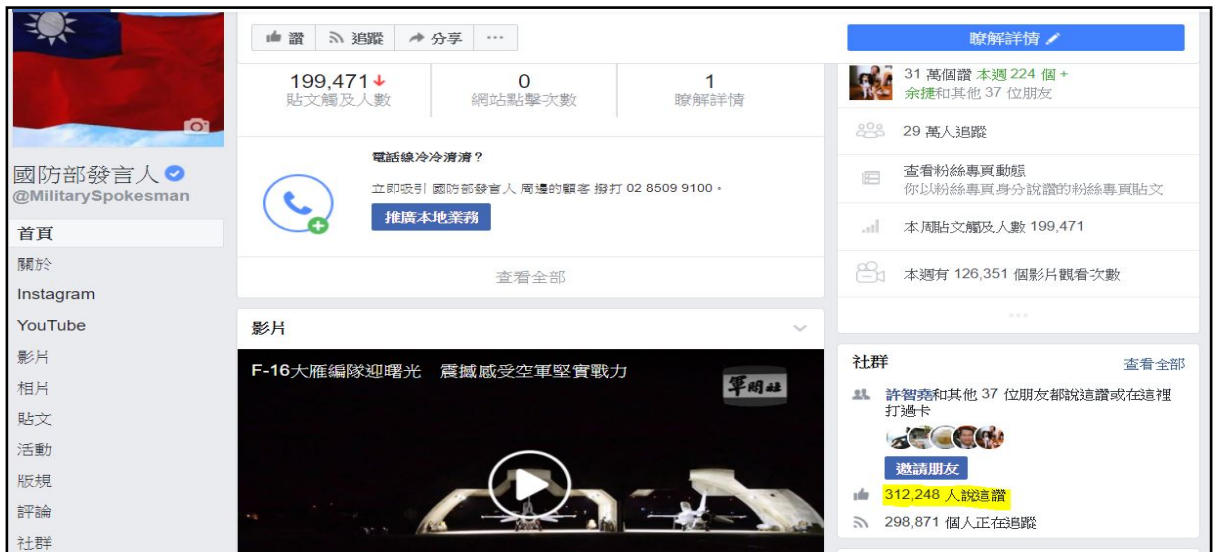 國防部發言人
@MilitarySpokesman
首頁
關於
Instagram
YouTube
影片
相片
貼文
活動
版規
評論
社群
讚 追蹤 分享 ...
199,471
貼文觸及人數
0
網站點擊次數
1
瞭解詳情
電話線冷冷清清？
立即吸引 國防部發言人 周邊的顧客 撥打 02 8509 9100。
推廣本地業務
查看全部
影片
F-16大雁編隊迎曙光 震撼感受空軍堅實戰力
軍聞社
瞭解詳情
31 萬個讚 本週 224 個 +
余捷和其他 37 位朋友
29 萬人追蹤
查看粉絲專頁動態
你以粉絲專頁身分說讚的粉絲專頁貼文
本周貼文觸及人數 199,471
本週有 126,351 個影片觀看次數
...
社群 查看全部
許智堯和其他 37 位朋友都說這讚或在這裡
打過卡
邀請朋友
312,248 人說這讚
298,871 個人正在追蹤